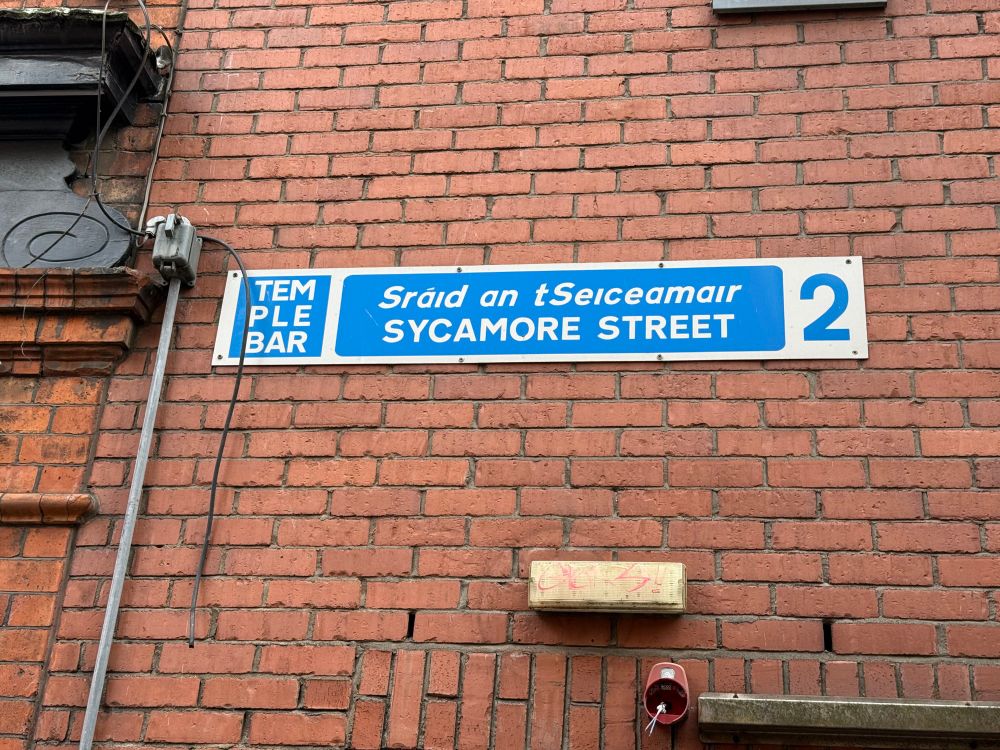 TEM
PLE
BAR
Sráid an tSeiceamair
SYCAMORE STREET
2